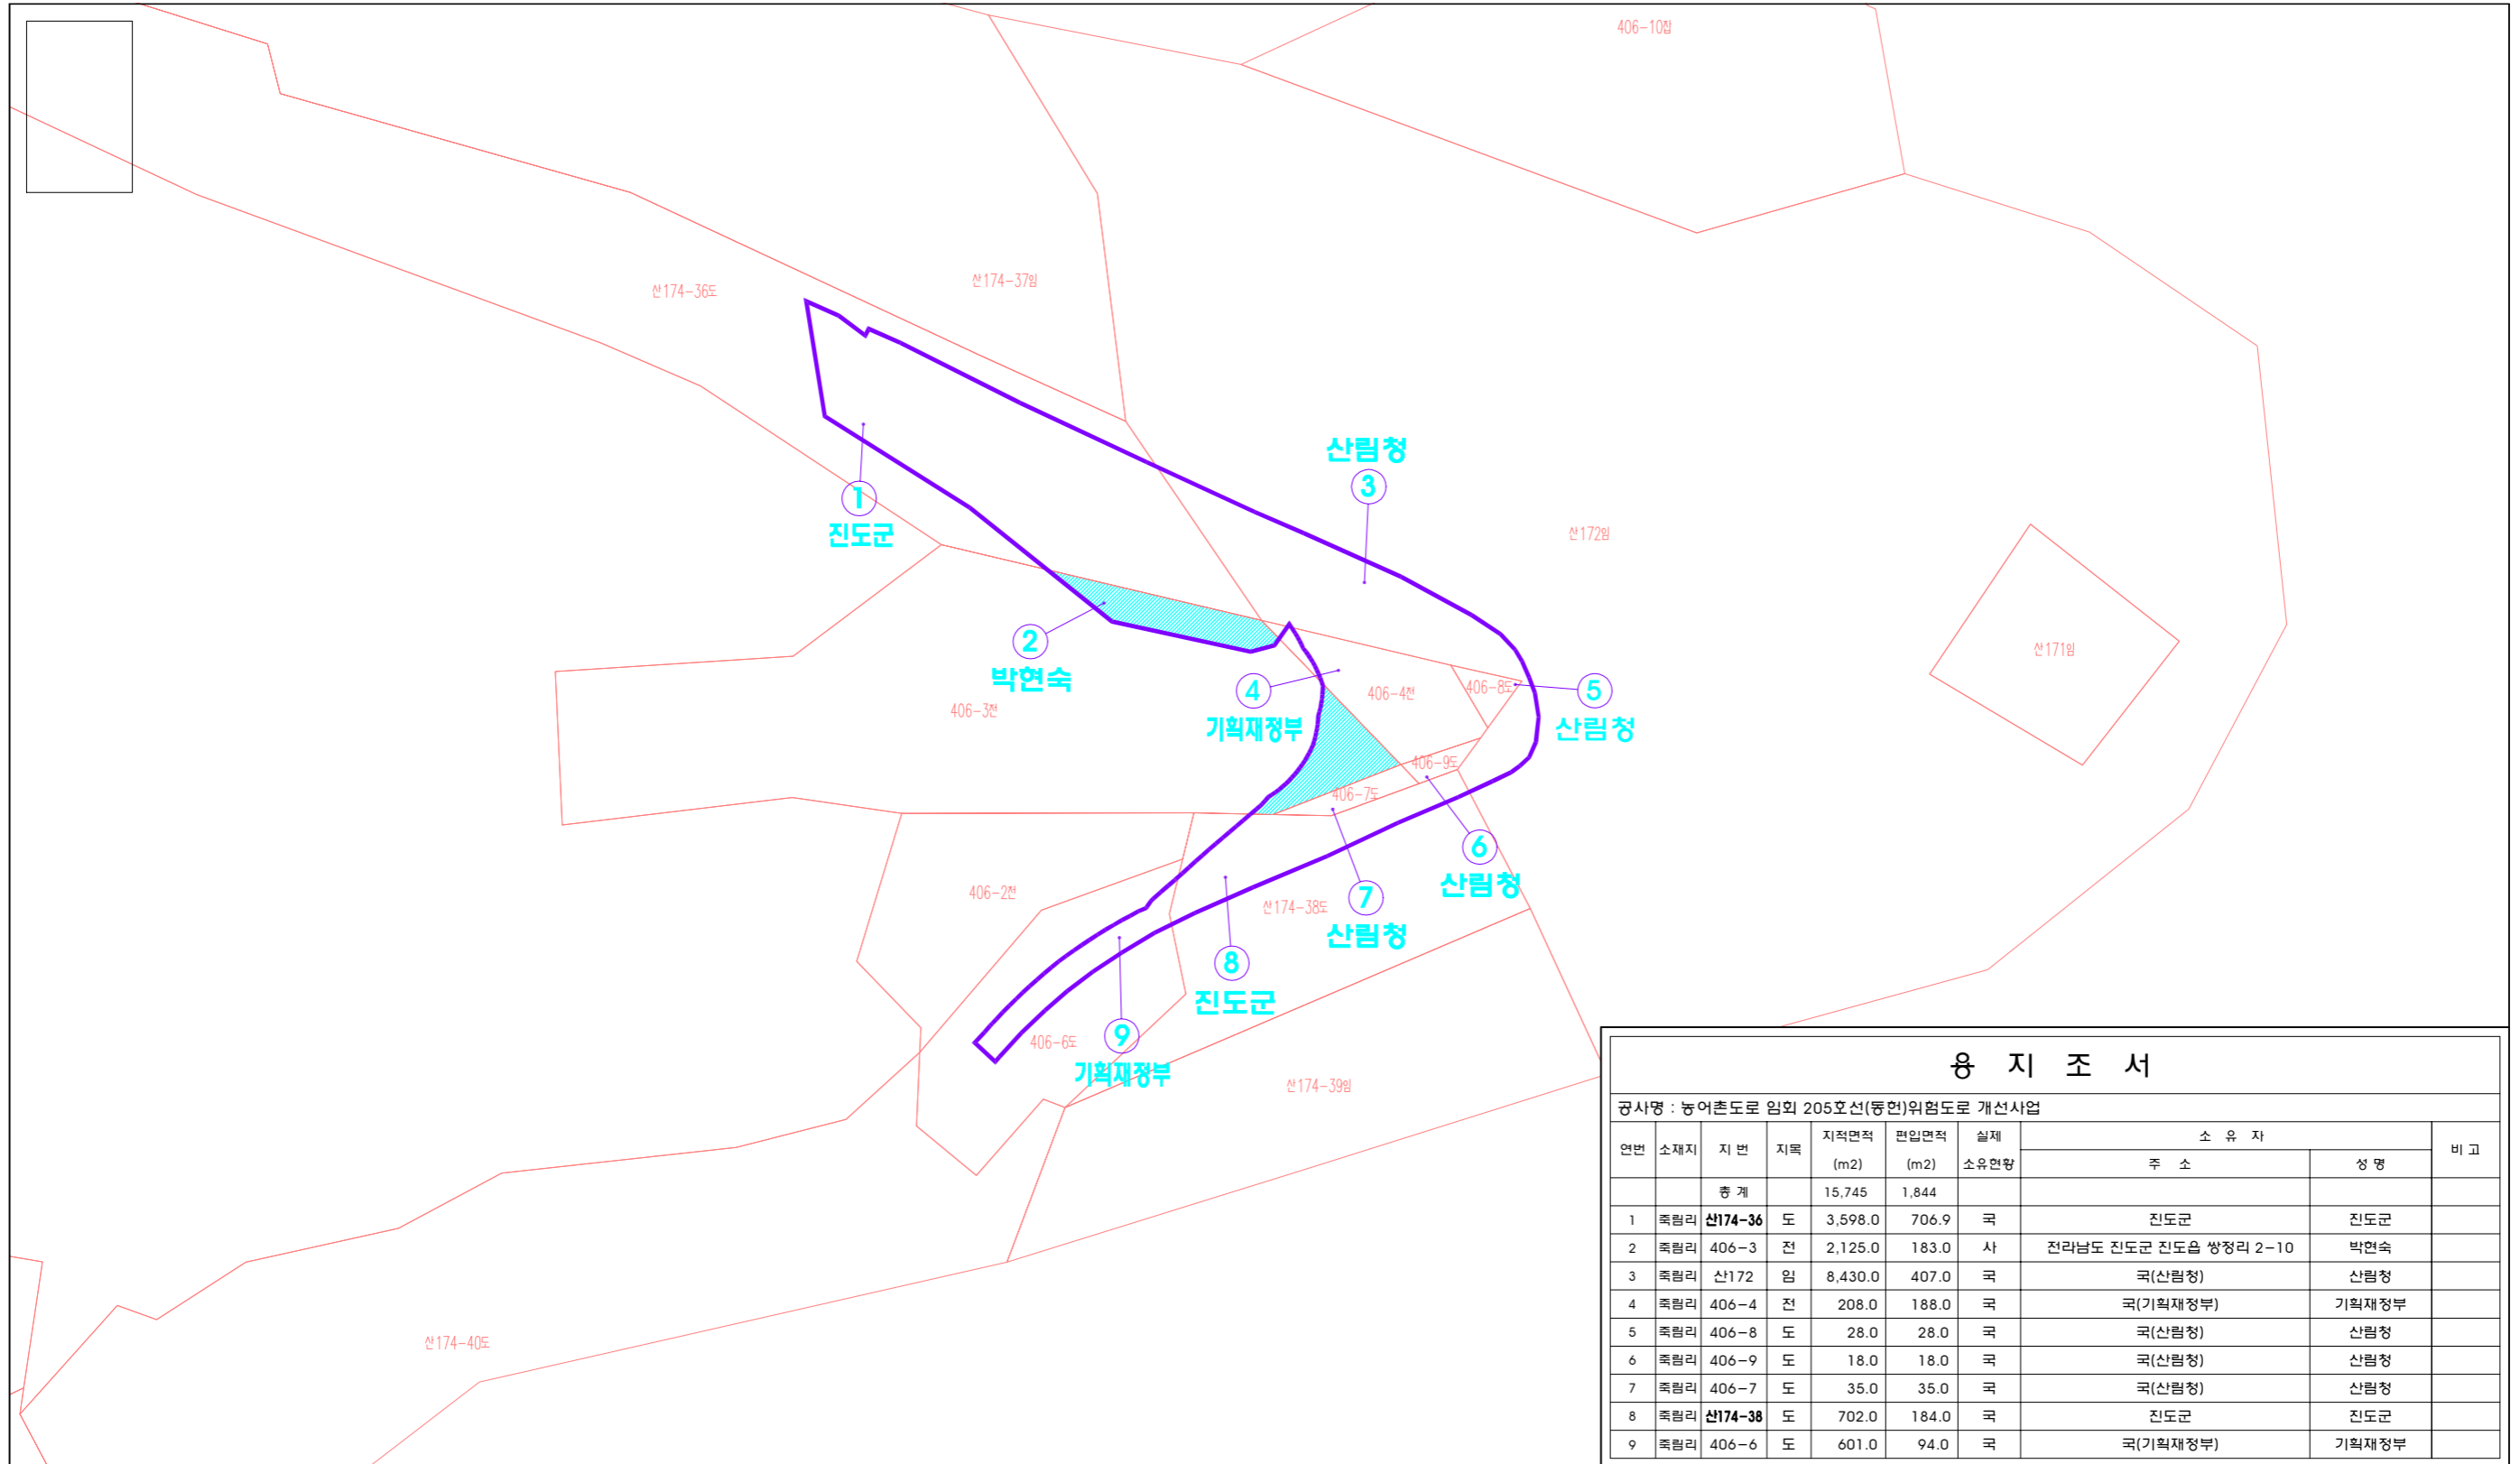 406-10잡
산174-37임
산174-36도
산림청
3
1
진도군
산172임
2
박현숙
산171임
4
기획재정부
406-4전
406-8도
5
산림청
406-3전
406-9도
406-7도
6
산림청
406-2전
산174-38도
7
산림청
8
진도군
406-6도
9
기획재정부
산174-39임
산174-40도
용 지 조 서
공사명 : 농어촌도로 임회 205호선(동헌)위험도로 개선사업
연번 소재지 지 번 지목 지적면적 (m2) 편입면적 (m2) 실제 소유현황 소 유 자 비 고
주 소 성 명
총 계 15,745 1,844
1 죽림리 산174-36 도 3,598.0 706.9 국 진도군 진도군
2 죽림리 406-3 전 2,125.0 183.0 사 전라남도 진도군 진도읍 쌍정리 2-10 박현숙
3 죽림리 산172 임 8,430.0 407.0 국 국(산림청) 산림청
4 죽림리 406-4 전 208.0 188.0 국 국(기획재정부) 기획재정부
5 죽림리 406-8 도 28.0 28.0 국 국(산림청) 산림청
6 죽림리 406-9 도 18.0 18.0 국 국(산림청) 산림청
7 죽림리 406-7 도 35.0 35.0 국 국(산림청) 산림청
8 죽림리 산174-38 도 702.0 184.0 국 진도군 진도군
9 죽림리 406-6 도 601.0 94.0 국 국(기획재정부) 기획재정부